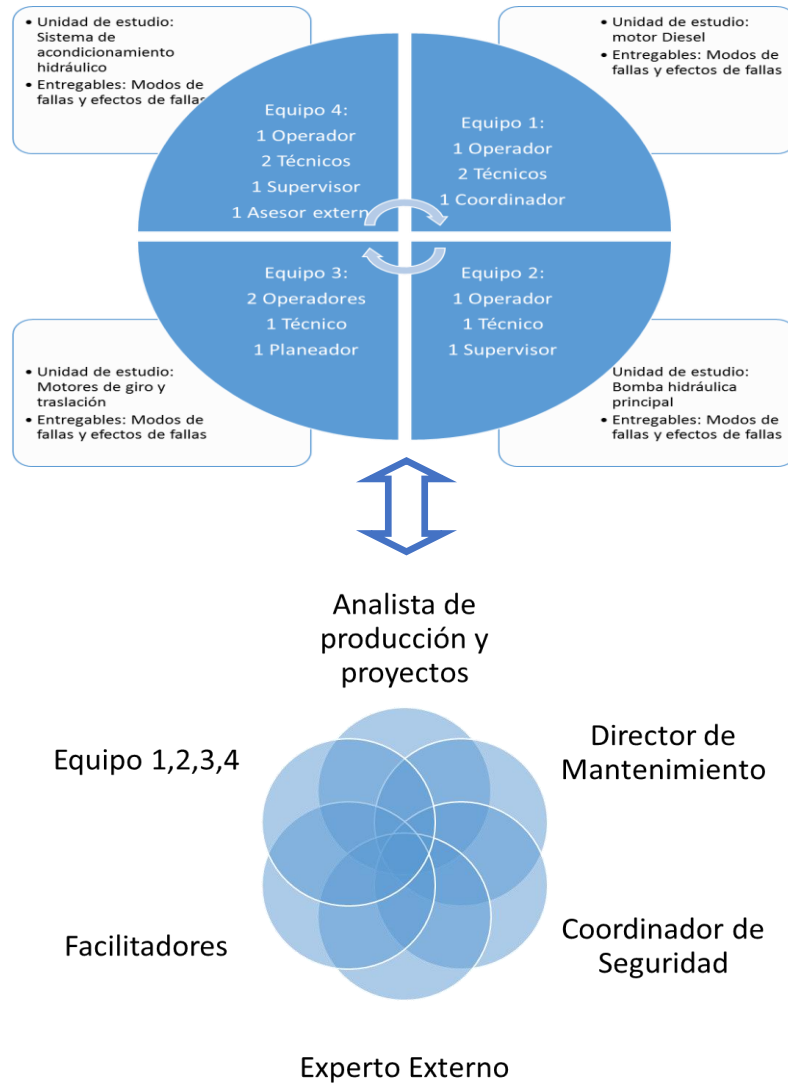 • Unidad de estudio:
Sistema de
acondicionamiento
hidráulico
• Entregables: Modos de
fallas y efectos de fallas
• Unidad de estudio:
motor Diesel
• Entregables: Modos de
fallas y efectos de fallas
Equipo 4:
1 Operador
2 Técnicos
1 Supervisor
1 Asesor extern
Equipo 1:
1 Operador
2 Técnicos
1 Coordinador
Equipo 3:
2 Operadores
1 Técnico
1 Planeador
Equipo 2:
1 Operador
1 Técnico
1 Supervisor
• Unidad de estudio:
Motores de giro y
traslación
• Entregables: Modos de
fallas y efectos de fallas
Unidad de estudio:
Bomba hidráulica
principal
• Entregables: Modos de
fallas y efectos de fallas
Analista de
producción y
proyectos
Equipo 1,2,3,4
Director de
Mantenimiento
Facilitadores
Coordinador de
Seguridad
Experto Externo